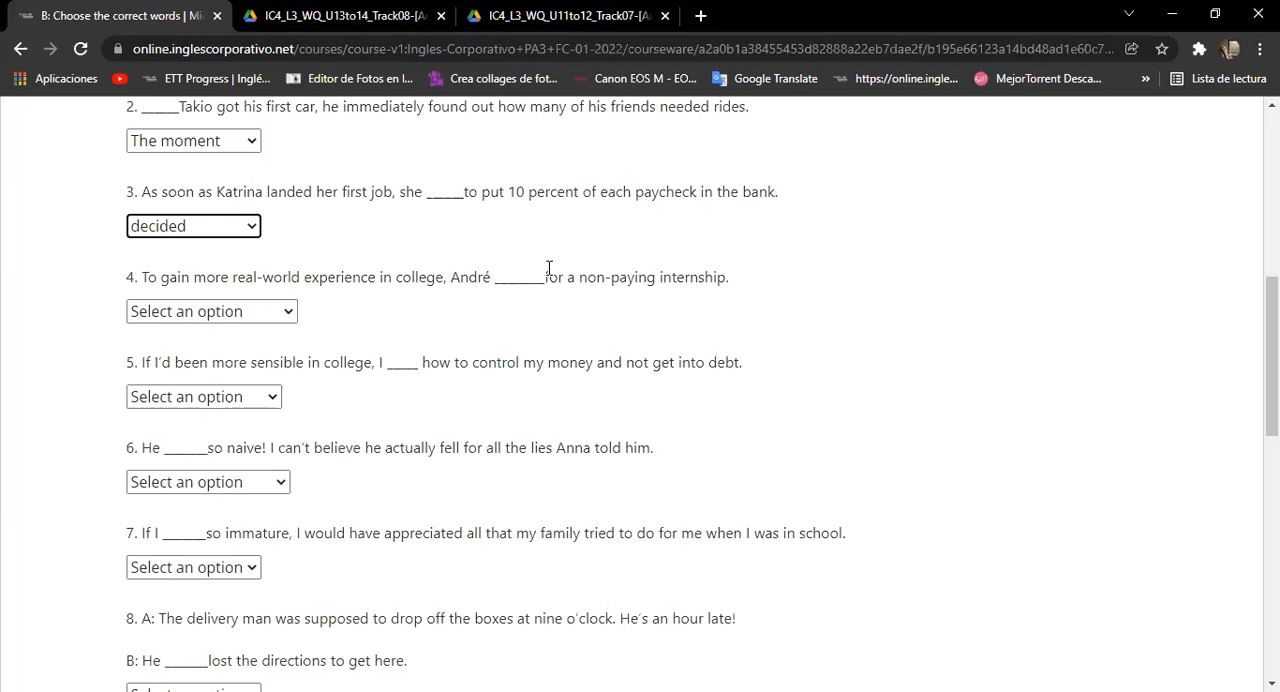 B: Choose the correct words | Mi
IC4_L3_WQ_U13to14_Track08-[A
IC4_L3_WQ_U11to12_Track07-[A
online.inglescorporativo.net/courses/course-v1:Ingles-Corporativo+PA3+FC-01-2022/courseware/a2a0b1a38455453d82888a22eb7dae2f/b195e66123a14bd48ad1e60c7...
Aplicaciones
ETT Progress | Inglé...
Editor de Fotos en l...
Crea collages de fot...
Canon EOS M - EO...
Google Translate
https://online.ingle...
MejorTorrent Desca...
»
Lista de lectura
2. ______Takio got his first car, he immediately found out how many of his friends needed rides.
The moment
3. As soon as Katrina landed her first job, she ______to put 10 percent of each paycheck in the bank.
decided
4. To gain more real-world experience in college, André ________for a non-paying internship.
Select an option
5. If I’d been more sensible in college, I _____ how to control my money and not get into debt.
Select an option
6. He _______so naive! I can’t believe he actually fell for all the lies Anna told him.
Select an option
7. If I _______so immature, I would have appreciated all that my family tried to do for me when I was in school.
Select an option
8. A: The delivery man was supposed to drop off the boxes at nine o’clock. He’s an hour late!
B: He _______lost the directions to get here.